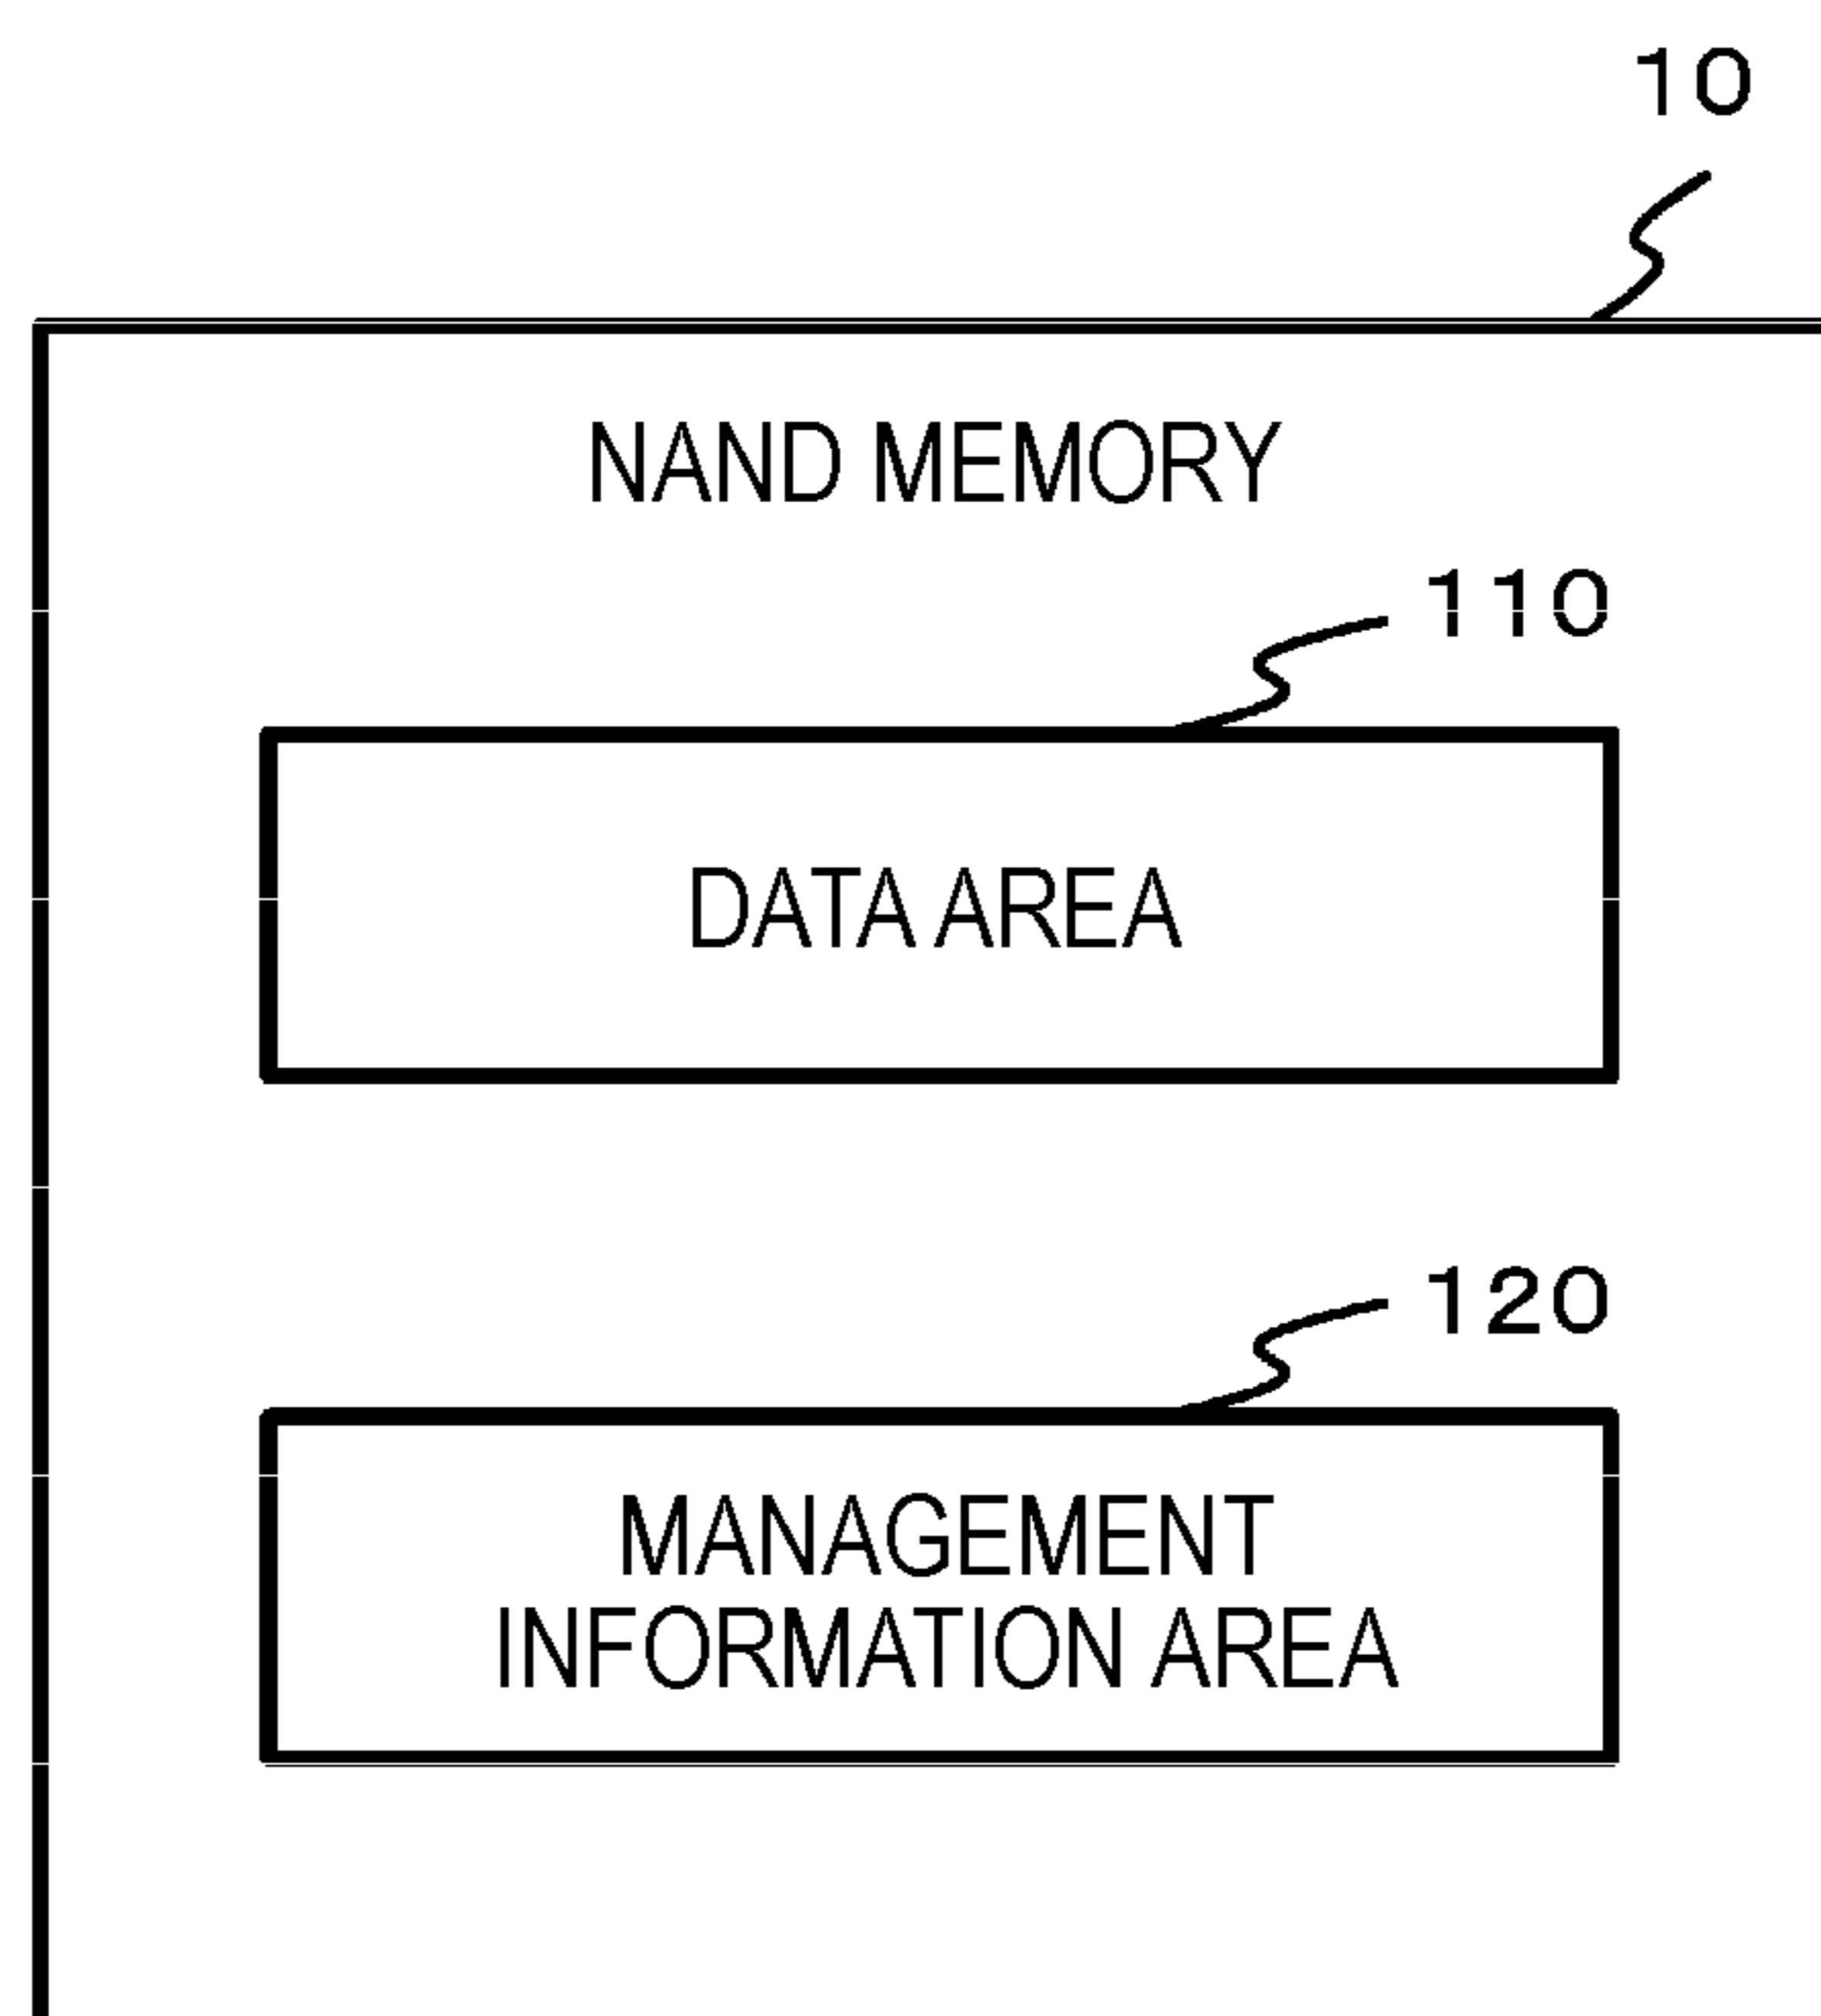 10
NAND MEMORY
110
DATA AREA
120
MANAGEMENT
INFORMATION AREA